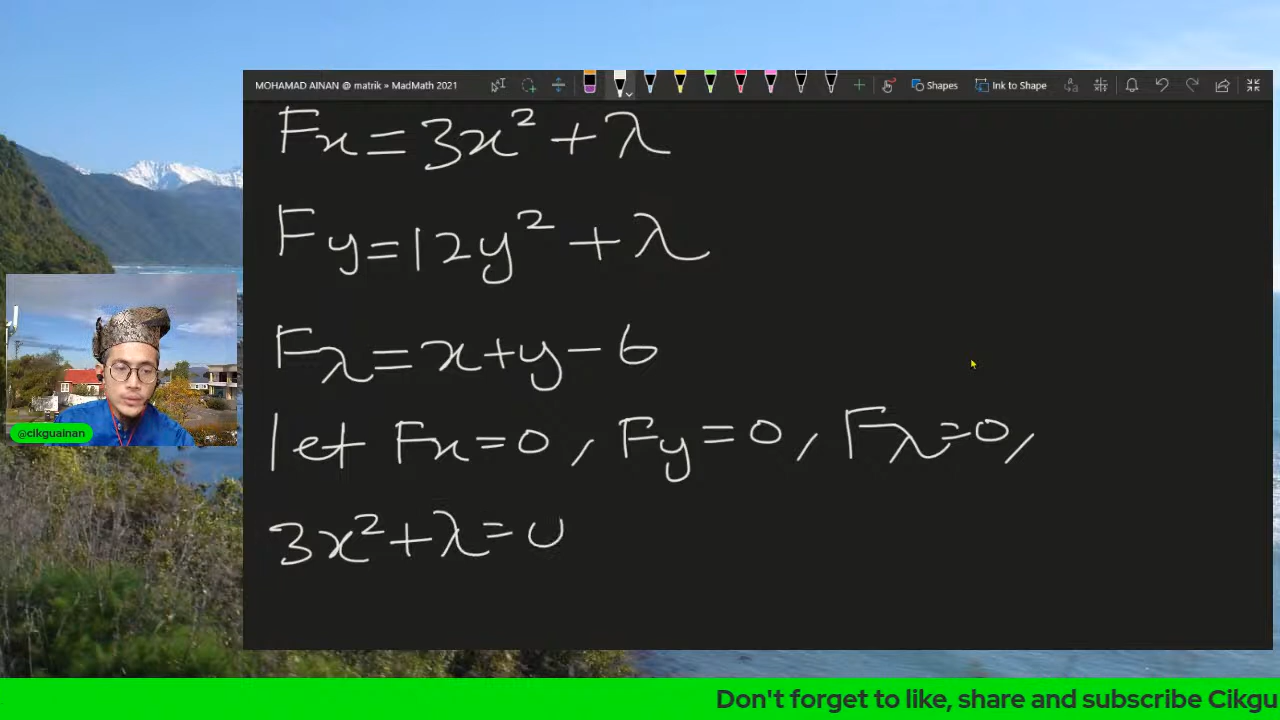 MOHAMAD AINAN @ matrik » MadMath 2021
Shapes
Ink to Shape
Fx = 3x² + λ
Fy = 12y² + λ
Fλ = x + y - 6
let Fx = 0, Fy = 0, Fλ = 0,
3x² + λ = 0
@cikguainan
Don't forget to like, share and subscribe Cikgu